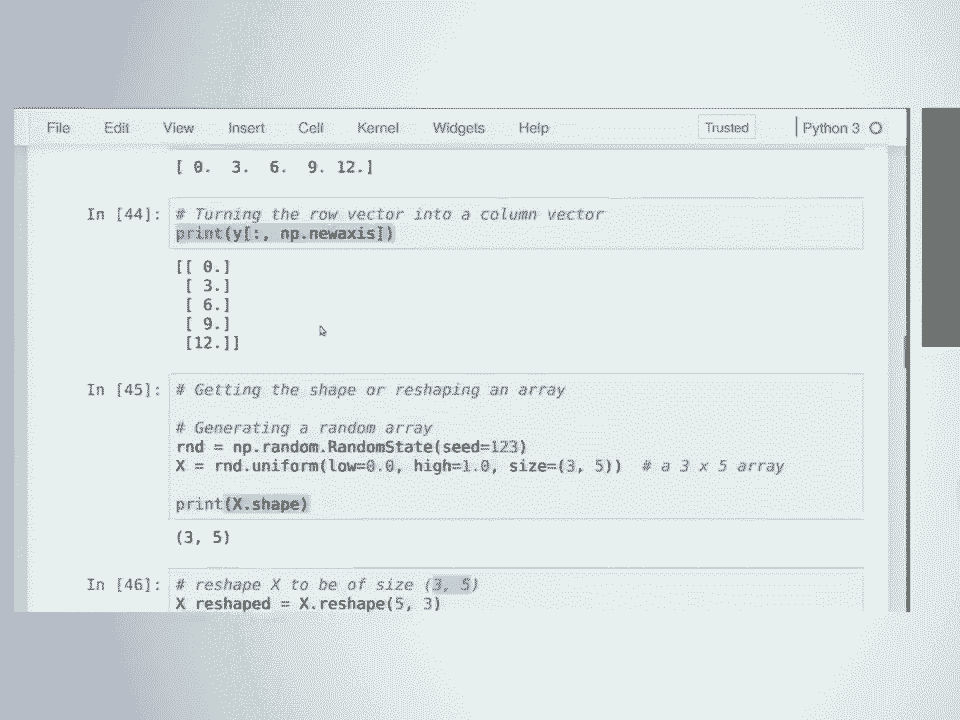 File Edit View Insert Cell Kernel Widgets Help Trusted Python 3
[ 0. 3. 6. 9. 12.]
In [44]: # Turning the row vector into a column vector
print(y[:, np.newaxis])
[[ 0.]
[ 3.]
[ 6.]
[ 9.]
[12.]]
In [45]: # Getting the shape or reshaping an array
# Generating a random array
rnd = np.random.RandomState(seed=123)
X = rnd.uniform(low=0.0, high=1.0, size=(3, 5)) # a 3 x 5 array
print(X.shape)
(3, 5)
In [46]: # reshape X to be of size (3, 5)
X reshaped = X.reshape(5, 3)